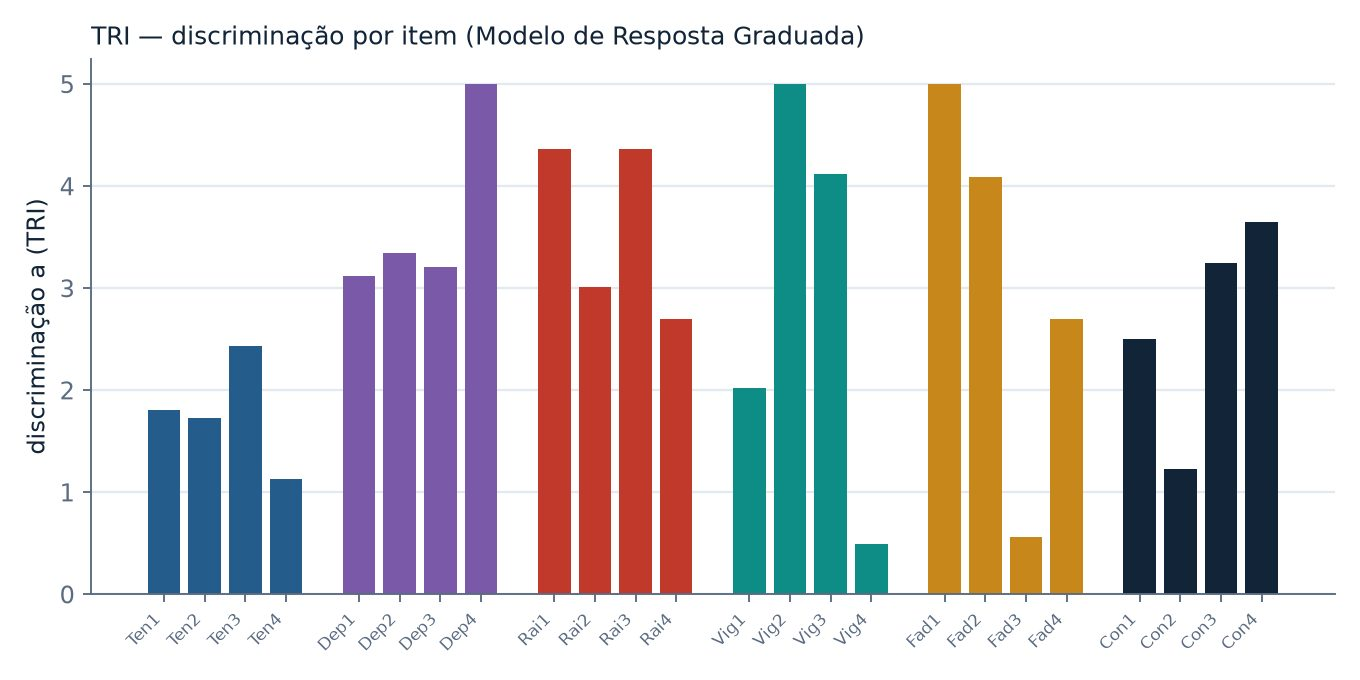 TRI — discriminação por item (Modelo de Resposta Graduada)
discriminação a (TRI)
5
4
3
2
1
0
Ten1 Ten2 Ten3 Ten4 Dep1 Dep2 Dep3 Dep4 Rai1 Rai2 Rai3 Rai4 Vig1 Vig2 Vig3 Vig4 Fad1 Fad2 Fad3 Fad4 Con1 Con2 Con3 Con4